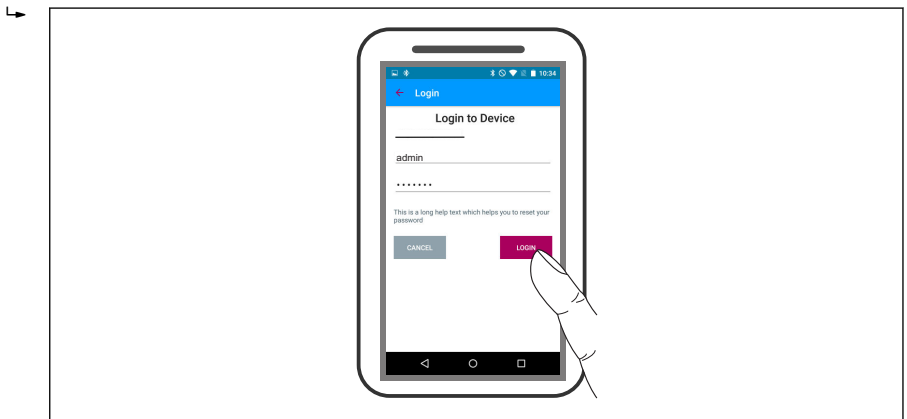 10:34
Login
Login to Device
admin
•••••••
This is a long help text which helps you to reset your
password
CANCEL LOGIN